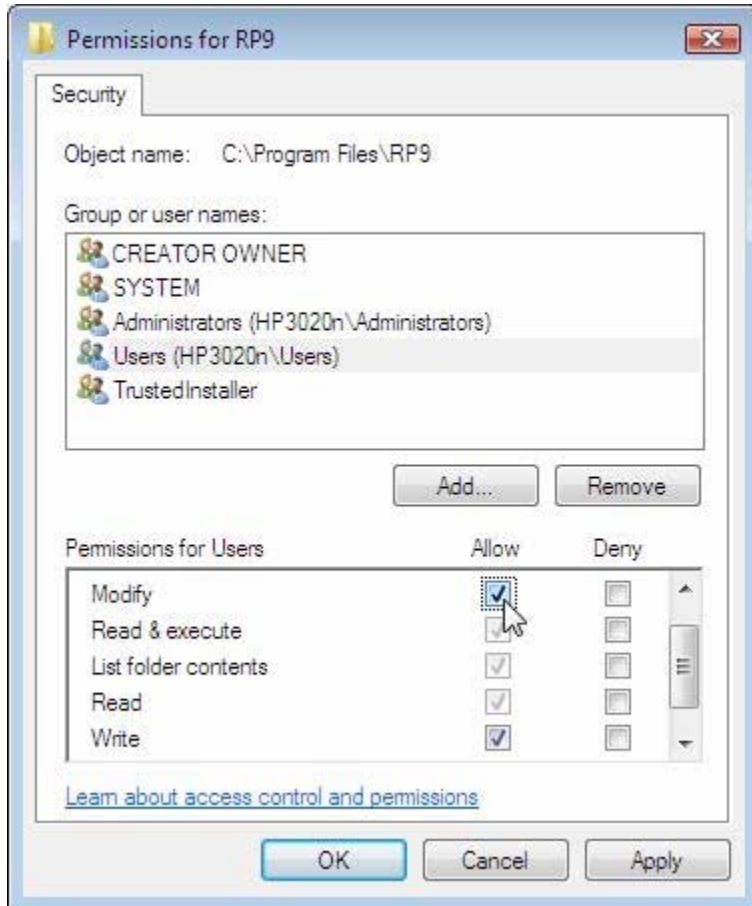 Permissions for RP9
Security
Object name: C:\Program Files\RP9
Group or user names:
CREATOR OWNER
SYSTEM
Administrators (HP3020n\Administrators)
Users (HP3020n\Users)
TrustedInstaller
Add... Remove
Permissions for Users Allow Deny
Modify
Read & execute
List folder contents
Read
Write
Learn about access control and permissions
OK Cancel Apply